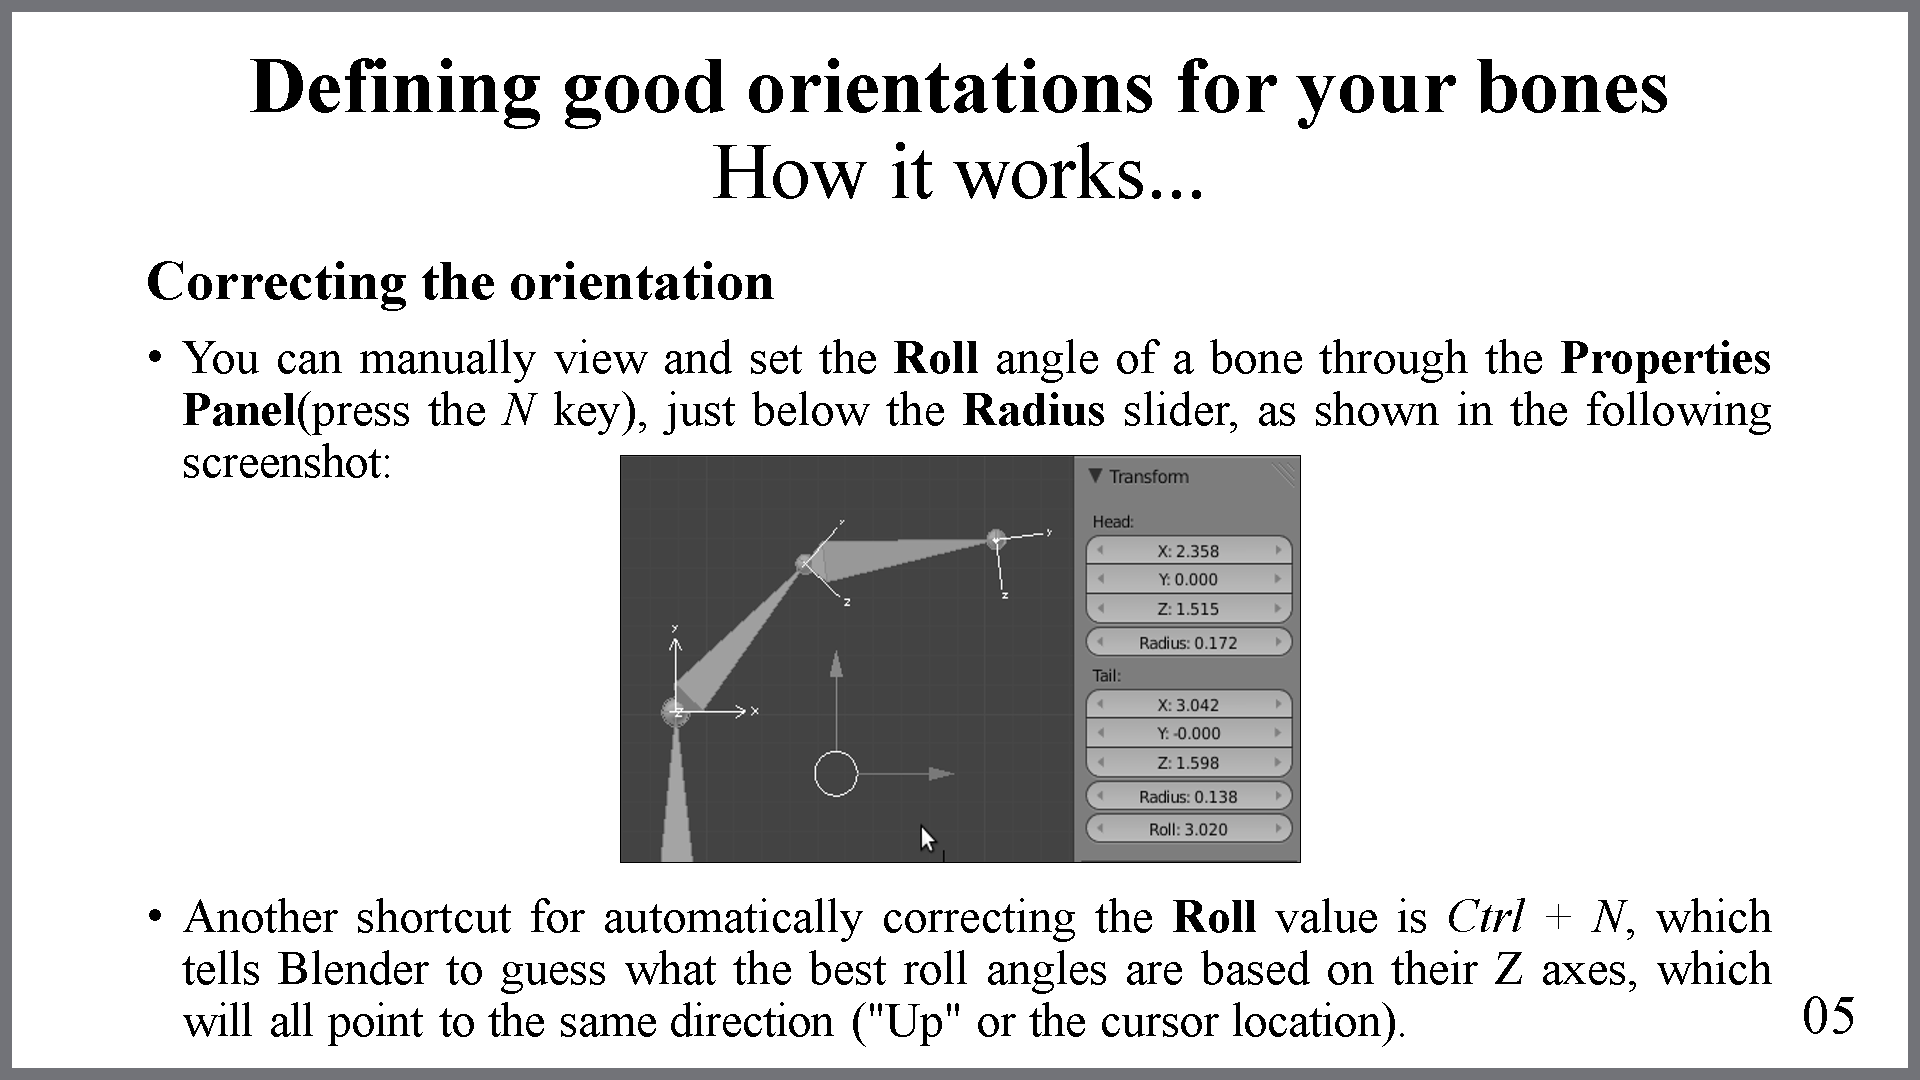 Defining good orientations for your bones
How it works...
Correcting the orientation
• You can manually view and set the Roll angle of a bone through the Properties
Panel(press the N key), just below the Radius slider, as shown in the following
screenshot:
Transform
Head:
X: 2.358
Y: 0.000
Z: 1.515
Radius: 0.172
Tail:
X: 3.042
Y: -0.000
Z: 1.598
Radius: 0.138
Roll: 3.020
Y
Z
Y
Z
Y
Z
X
• Another shortcut for automatically correcting the Roll value is Ctrl + N, which
tells Blender to guess what the best roll angles are based on their Z axes, which
will all point to the same direction ("Up" or the cursor location).
05